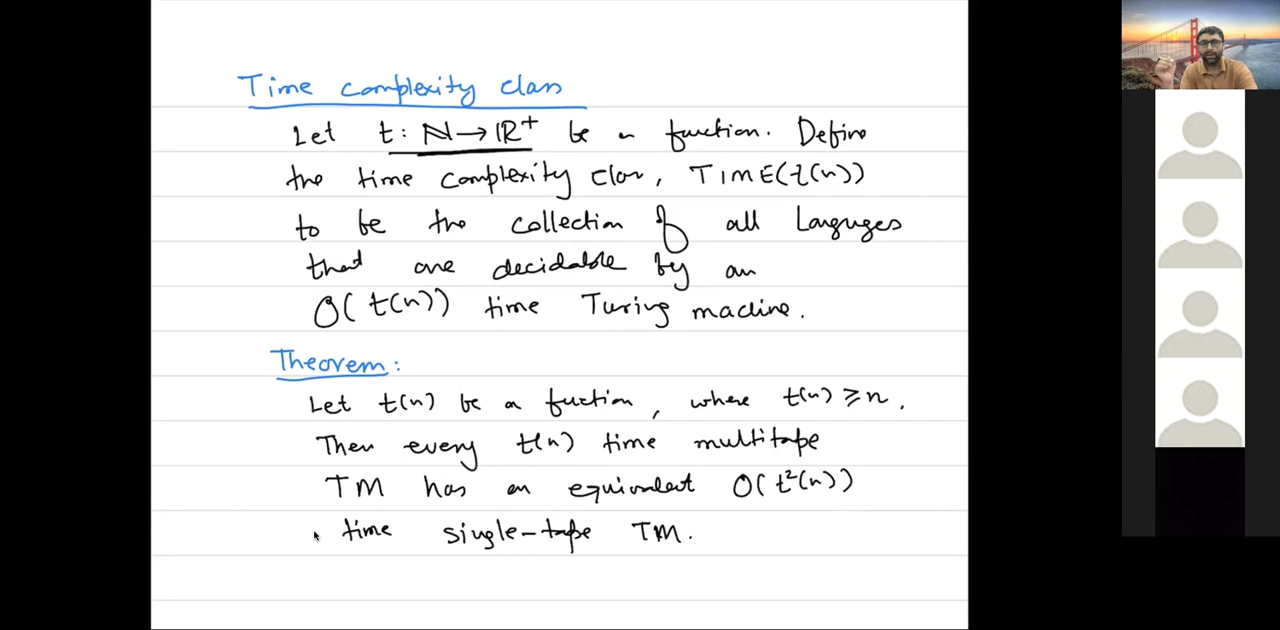 Time complexity class
Let t: ℕ → ℝ⁺ be a function. Define
the time complexity class, TIME(t(n))
to be the collection of all Languges
that are decidable by an
O( t(n)) time Turing machine.
Theorem:
Let t(n) be a fuction, where t(n) ≥ n.
Then every t(n) time multitape
TM has an equivalent O( t²(n))
time single-tape TM.